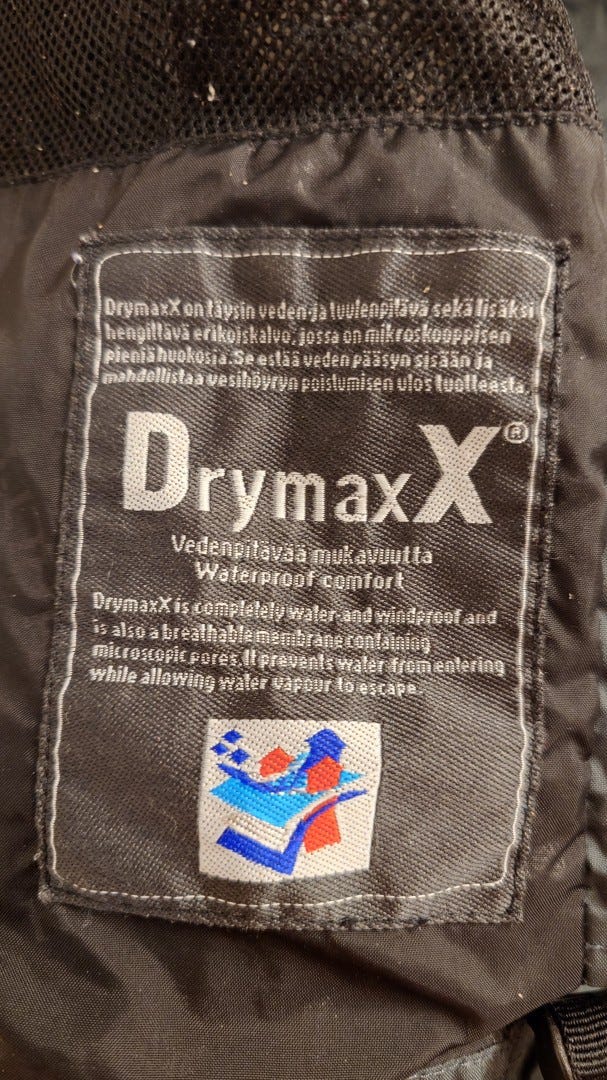 DrymaxX on täysin veden-ja tuulenpitävä sekä lisäksi
hengittävä erikoiskalvo, jossa on mikroskooppisen
pieniä huokosia. Se estää veden pääsyn sisään ja
mahdollistaa vesihöyryn poistumisen ulos tuotteesta.
DrymaxX®
Vedenpitävää mukavuutta
Waterproof comfort
DrymaxX is completely water-and windproof and
is also a breathable membrane containing
microscopic pores. It prevents water from entering
while allowing water vapour to escape.